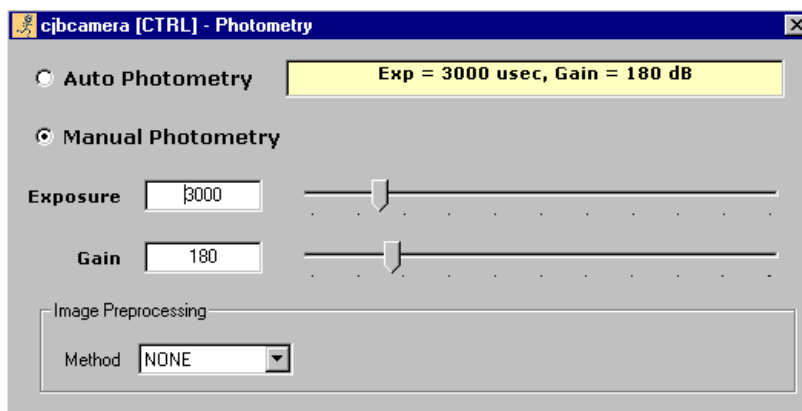 cjbcamera [CTRL] - Photometry
Auto Photometry
Exp = 3000 usec, Gain = 180 dB
Manual Photometry
Exposure 3000
Gain 180
Image Preprocessing
Method NONE